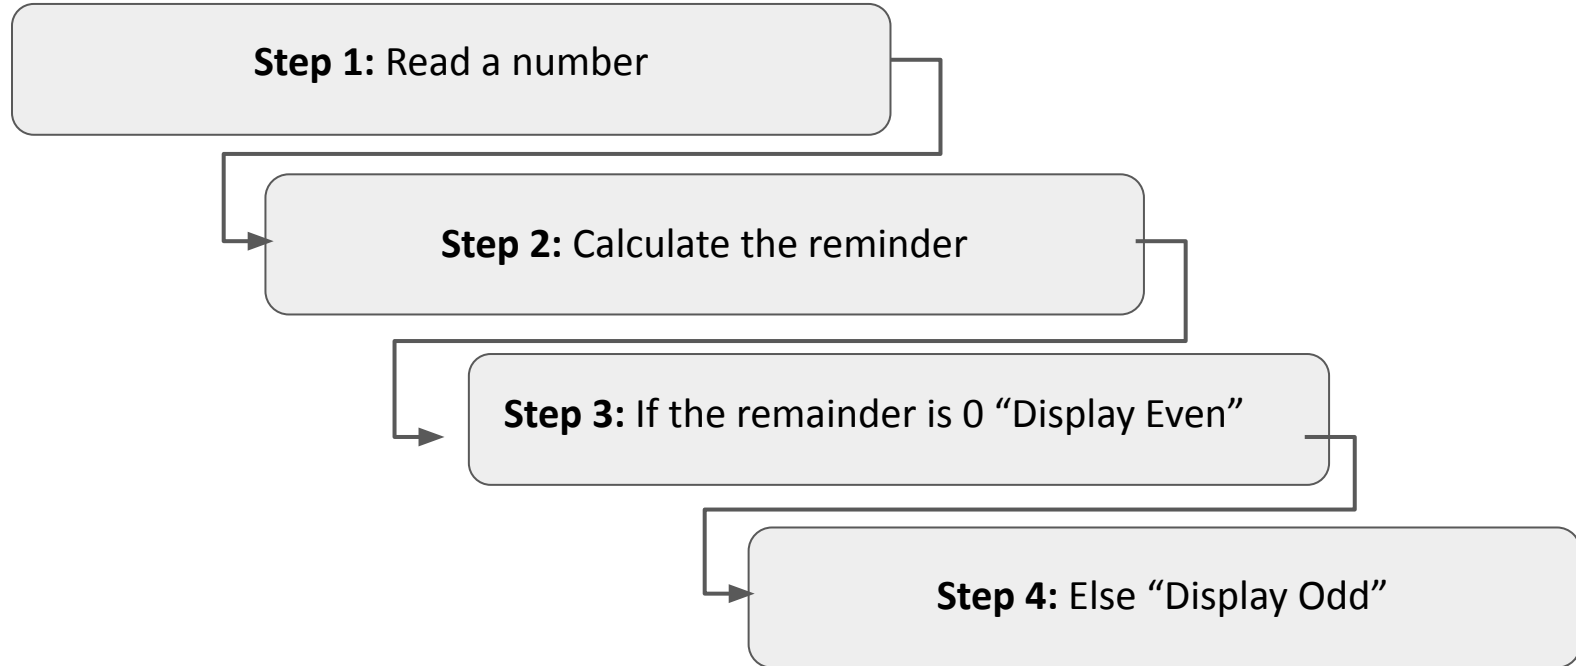 Step 1: Read a number
Step 2: Calculate the reminder
Step 3: If the remainder is 0 “Display Even”
Step 4: Else “Display Odd”